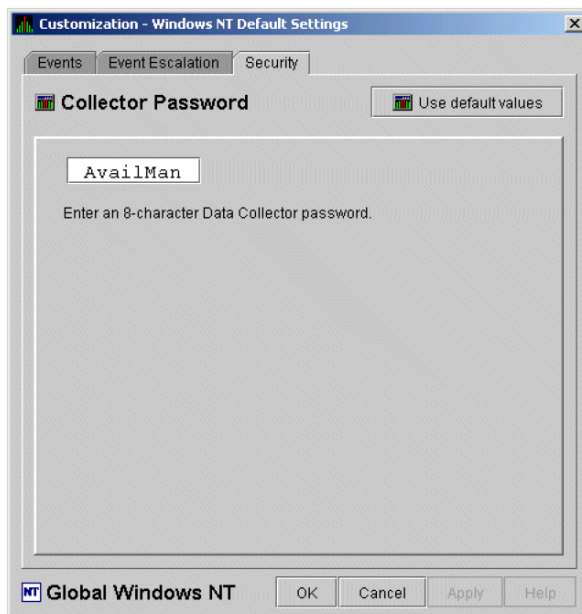 Customization - Windows NT Default Settings
Events Event Escalation Security
Collector Password Use default values
AvailMan
Enter an 8-character Data Collector password.
NT Global Windows NT OK Cancel Apply Help